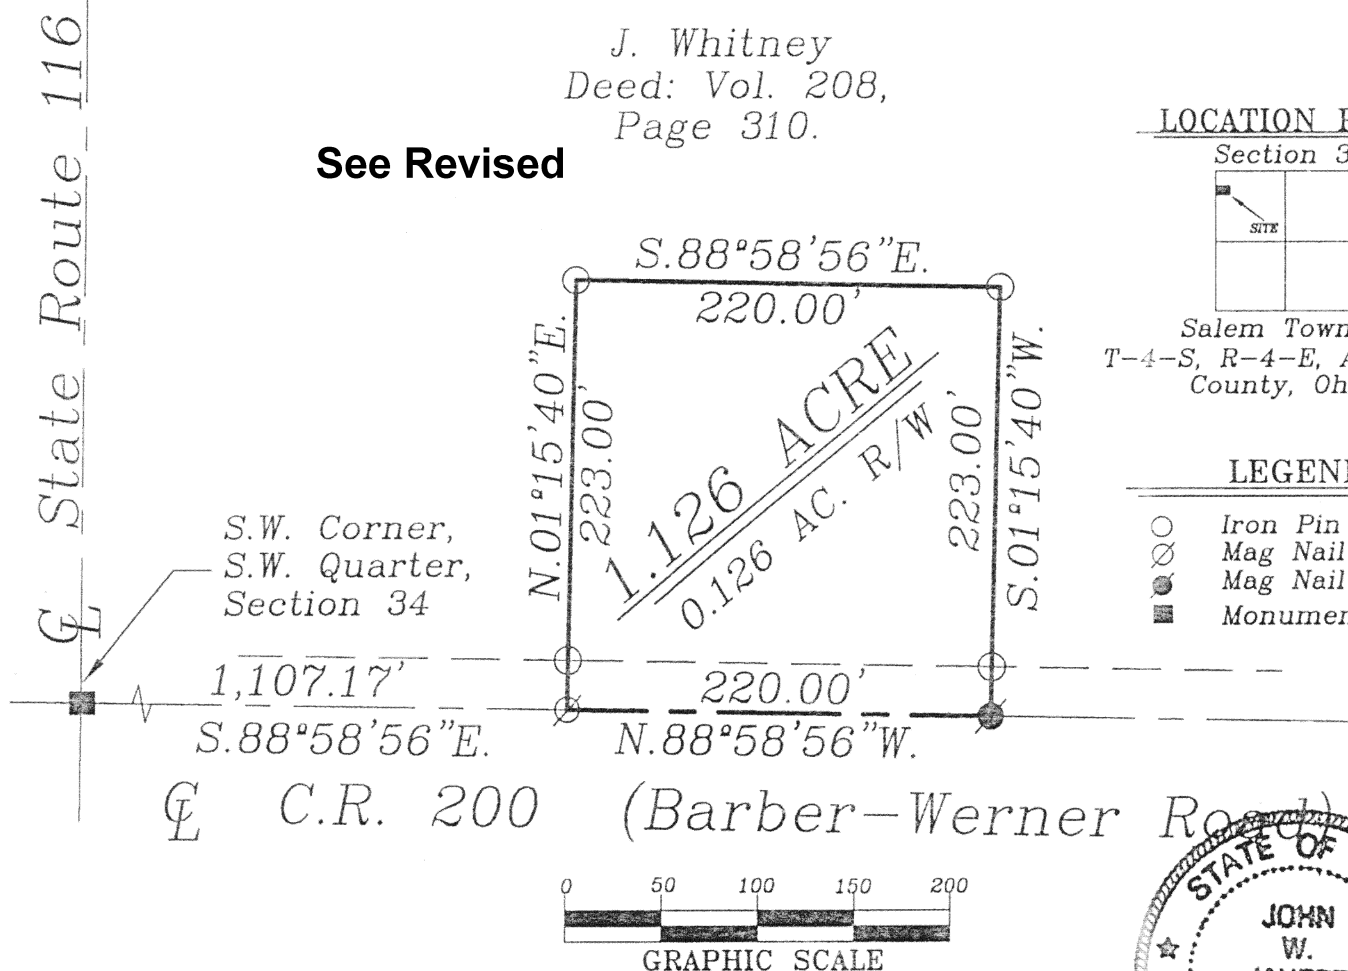 State Route 116
J. Whitney
Deed: Vol. 208,
Page 310.
See Revised
LOCATION
Section 3
SITE
Salem Town
T-4-S, R-4-E, A
County, Oh
S.88°58'56"E.
220.00'
N.01°15'40"E.
223.00'
1.126 ACRE
0.126 AC. R/W
223.00'
S.01°15'40"W.
LEGEN
Iron Pin
Mag Nail
Mag Nail
Monumen
S.W. Corner,
S.W. Quarter,
Section 34
℄
1,107.17'
S.88°58'56"E.
220.00'
N.88°58'56"W.
℄ C.R. 200 (Barber-Werner Road)
0 50 100 150 200
GRAPHIC SCALE
STATE OF
JOHN
W.